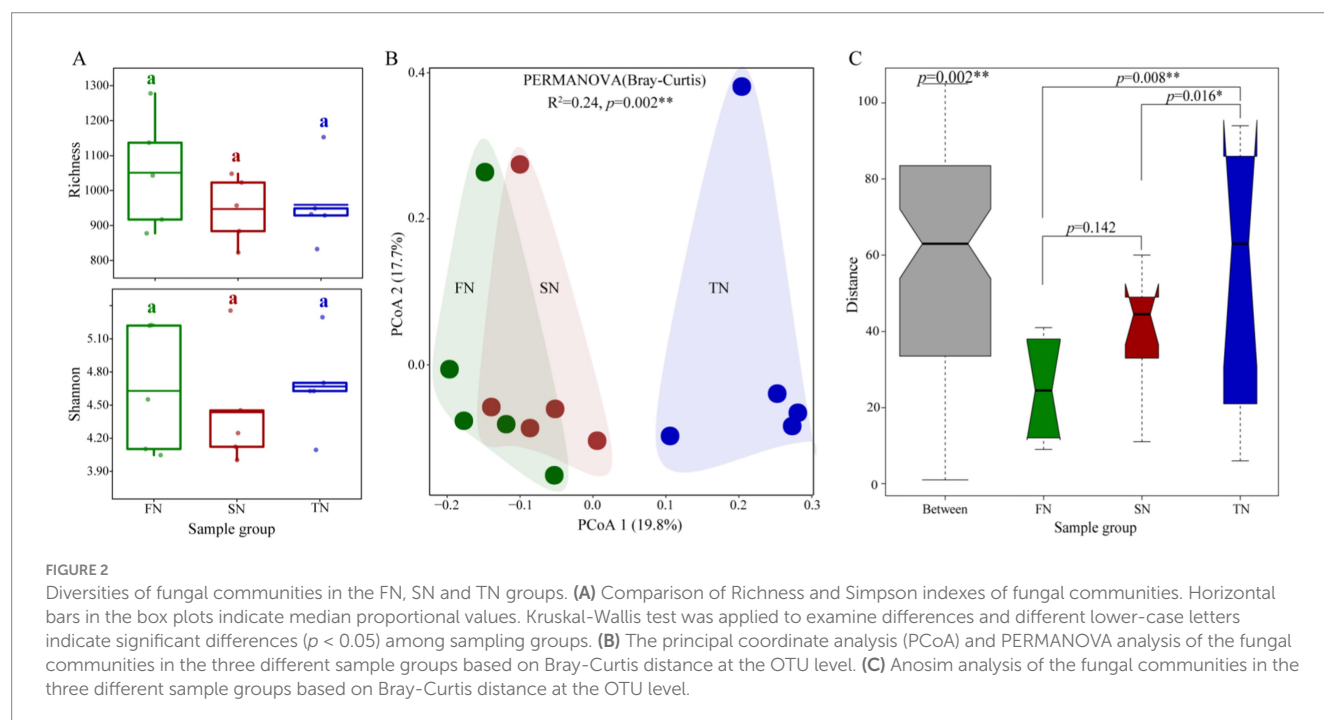 A
Richness
1300
1200
1100
1000
900
800
a
a
a
Shannon
5.10
4.80
4.50
4.20
3.90
a
a
a
FN
SN
TN
Sample group
B
PERMANOVA(Bray-Curtis)
R²=0.24, p=0.002**
PCoA 2 (17.7%)
0.4
0.2
0.0
FN
SN
TN
−0.2
−0.1
0.0
0.1
0.2
0.3
PCoA 1 (19.8%)
C
p=0.002**
p=0.008**
p=0.016*
p=0.142
Distance
100
80
60
40
20
0
Between
FN
SN
TN
Sample group
FIGURE 2
Diversities of fungal communities in the FN, SN and TN groups. (A) Comparison of Richness and Simpson indexes of fungal communities. Horizontal
bars in the box plots indicate median proportional values. Kruskal-Wallis test was applied to examine differences and different lower-case letters
indicate significant differences (p < 0.05) among sampling groups. (B) The principal coordinate analysis (PCoA) and PERMANOVA analysis of the fungal
communities in the three different sample groups based on Bray-Curtis distance at the OTU level. (C) Anosim analysis of the fungal communities in the
three different sample groups based on Bray-Curtis distance at the OTU level.